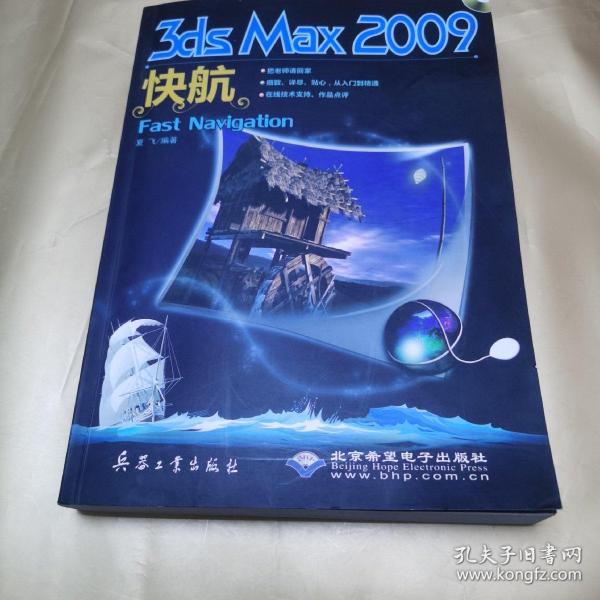 3ds Max 2009
快航
Fast Navigation
夏 飞/编著
• 把老师请回家
• 细致、详尽、贴心，从入门到精通
• 在线技术支持、作品点评
兵器工业出版社
北京希望电子出版社
Beijing Hope Electronic Press
www.bhp.com.cn
孔夫子旧书网
www.kongfz.com